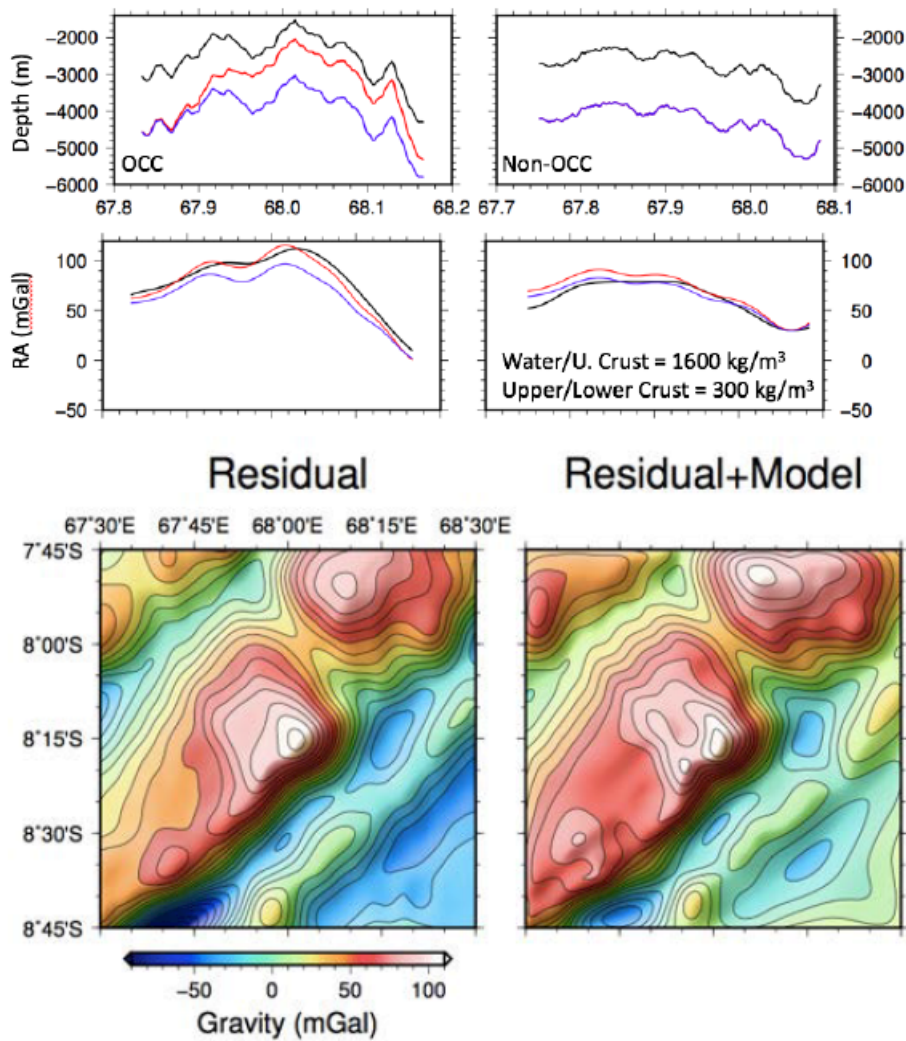 -2000
-3000
-4000
-5000
-6000
Depth (m)
OCC
67.8 67.9 68.0 68.1 68.2
-2000
-3000
-4000
-5000
-6000
Non-OCC
67.7 67.8 67.9 68.0 68.1
100
50
0
-50
RA (mGal)
100
50
0
-50
Water/U. Crust = 1600 kg/m³
Upper/Lower Crust = 300 kg/m³
Residual
Residual+Model
67°30'E 67°45'E 68°00'E 68°15'E 68°30'E
7°45'S
8°00'S
8°15'S
8°30'S
8°45'S
-50 0 50 100
Gravity (mGal)